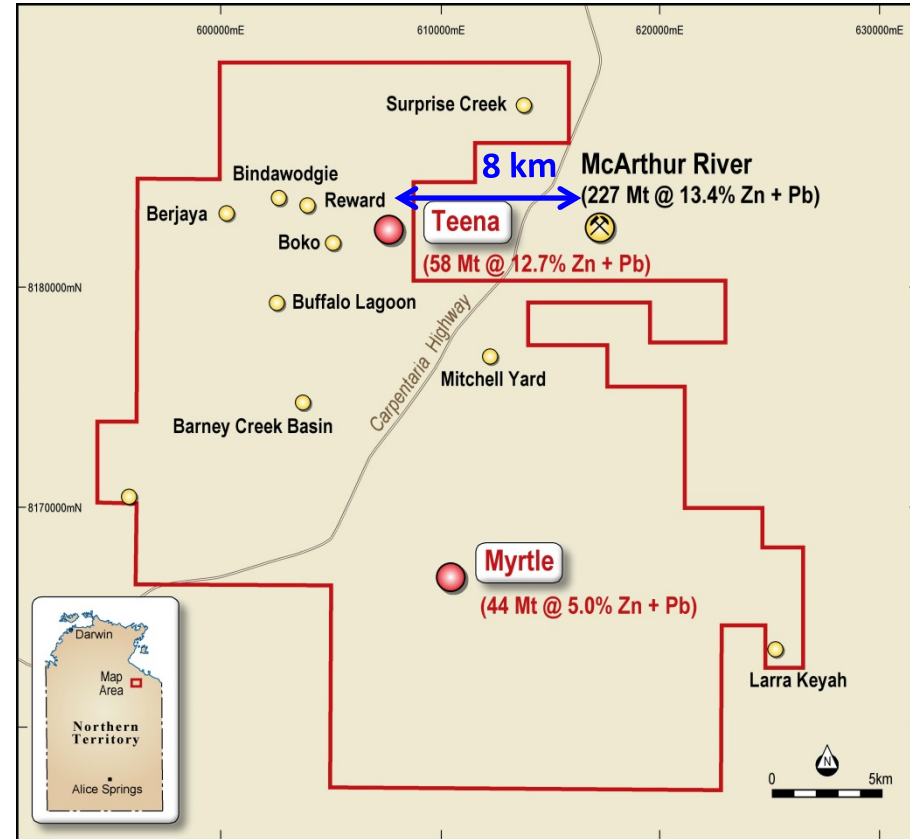 600000mE
610000mE
620000mE
630000mE
Surprise Creek
8 km
McArthur River
(227 Mt @ 13.4% Zn + Pb)
Bindawodgie
Reward
Berjaya
Teena
Boko
(58 Mt @ 12.7% Zn + Pb)
8180000mN
Buffalo Lagoon
Carpentaria Highway
Mitchell Yard
Barney Creek Basin
8170000mN
Myrtle
(44 Mt @ 5.0% Zn + Pb)
Larra Keyah
Darwin
Map
Area
Northern
Territory
Alice Springs
N
0
5km